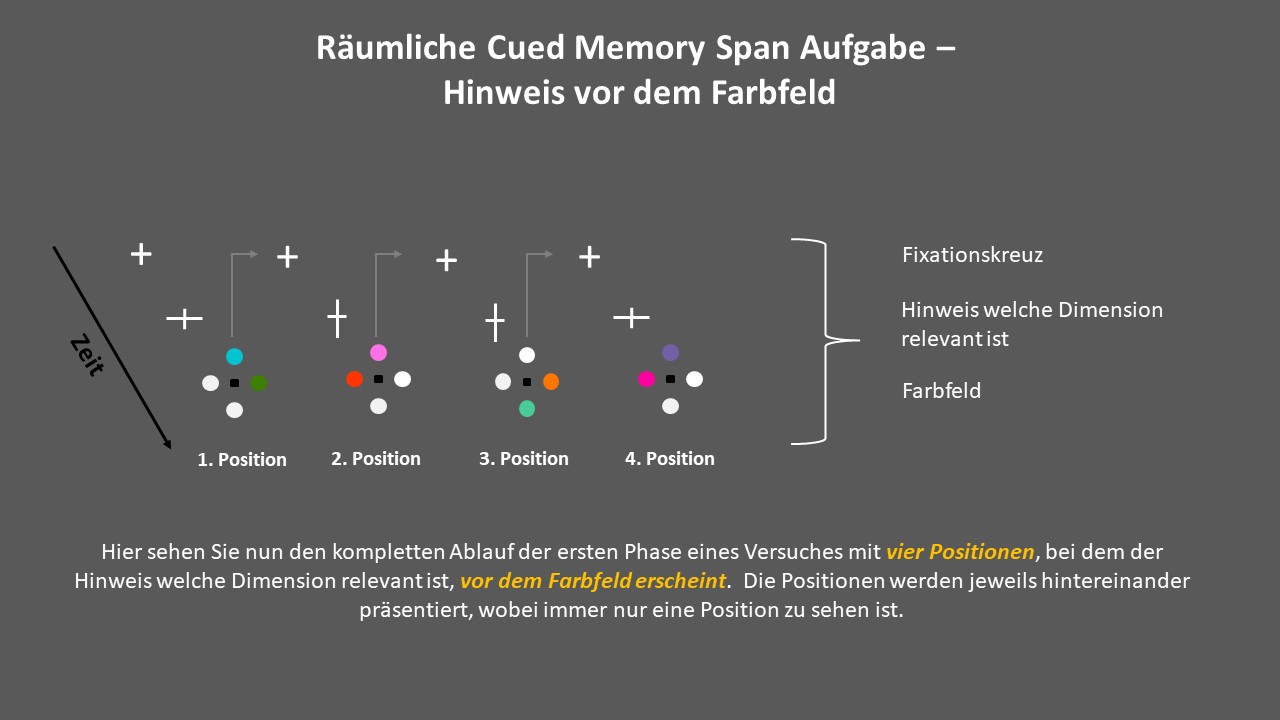 Räumliche Cued Memory Span Aufgabe –
Hinweis vor dem Farbfeld
Zeit
Fixationskreuz
Hinweis welche Dimension
relevant ist
Farbfeld
1. Position
2. Position
3. Position
4. Position
Hier sehen Sie nun den kompletten Ablauf der ersten Phase eines Versuches mit vier Positionen, bei dem der
Hinweis welche Dimension relevant ist, vor dem Farbfeld erscheint. Die Positionen werden jeweils hintereinander
präsentiert, wobei immer nur eine Position zu sehen ist.